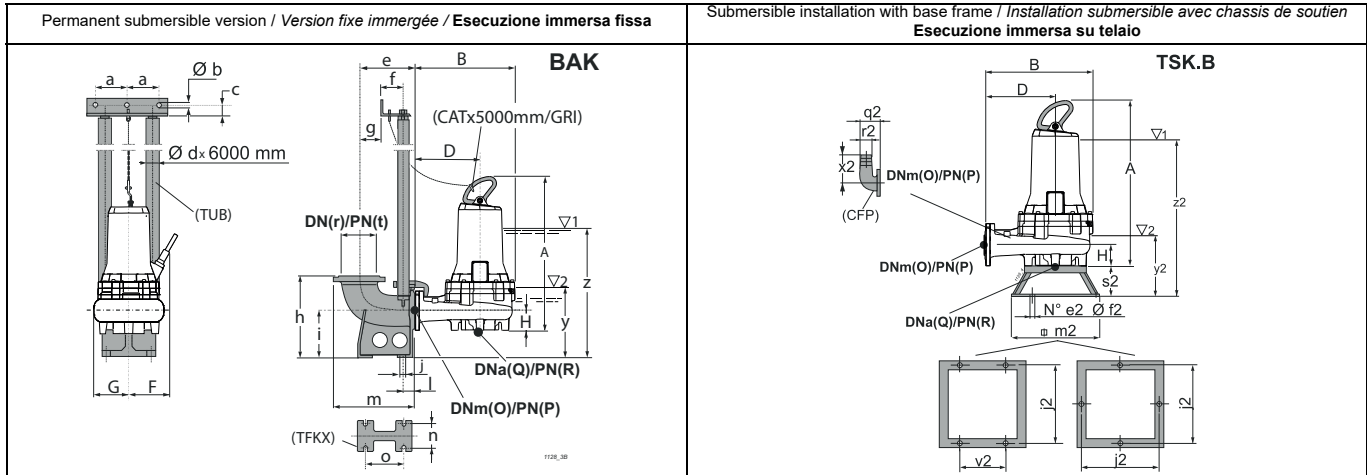 Permanent submersible version / Version fixe immergée / Esecuzione immersa fissa
Submersible installation with base frame / Installation submersible avec chassis de soutien
Esecuzione immersa su telaio
BAK
a a
Ø b
c
Ø d x 6000 mm
(TUB)
G F
e B
f
g
(CATx5000mm/GRI)
D
DN(r)/PN(t)
▽1
A
z
▽2
h
i
H
y
j
l
DNa(Q)/PN(R)
m
DNm(O)/PN(P)
(TFKX)
n
o
1128_3B
TSK.B
B
D
q2
r2
x2
▽1
DNm(O)/PN(P)
A
z2
(CFP)
▽2
DNm(O)/PN(P)
H
y2
s2
N° e2 Ø f2
DNa(Q)/PN(R)
m2
j2 j2
v2 j2